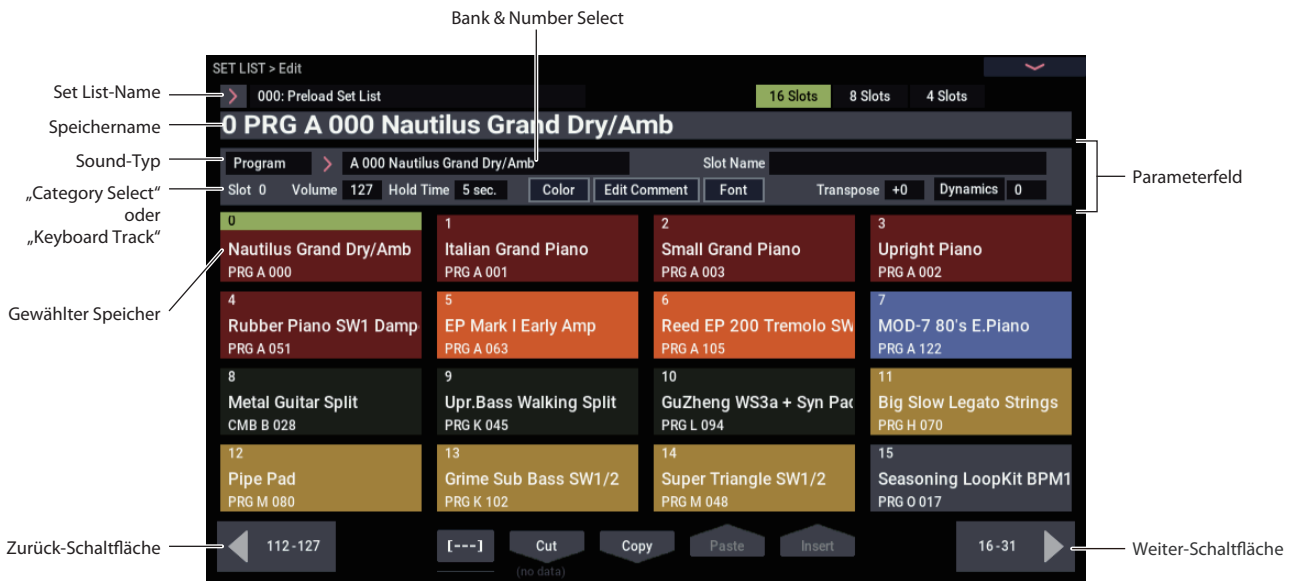 Bank & Number Select
SET LIST > Edit
Set List-Name
000: Preload Set List
16 Slots
8 Slots
4 Slots
Speichername
0 PRG A 000 Nautilus Grand Dry/Amb
Sound-Typ
Program
A 000 Nautilus Grand Dry/Amb
Slot Name
Parameterfeld
„Category Select“
oder
„Keyboard Track“
Slot 0
Volume 127
Hold Time 5 sec.
Color
Edit Comment
Font
Transpose +0
Dynamics 0
0
Nautilus Grand Dry/Amb
PRG A 000
1
Italian Grand Piano
PRG A 001
2
Small Grand Piano
PRG A 003
3
Upright Piano
PRG A 002
Gewählter Speicher
4
Rubber Piano SW1 Damp
PRG A 051
5
EP Mark I Early Amp
PRG A 063
6
Reed EP 200 Tremolo SW
PRG A 105
7
MOD-7 80's E.Piano
PRG A 122
8
Metal Guitar Split
CMB B 028
9
Upr.Bass Walking Split
PRG K 045
10
GuZheng WS3a + Syn Pad
PRG L 094
11
Big Slow Legato Strings
PRG H 070
12
Pipe Pad
PRG M 080
13
Grime Sub Bass SW1/2
PRG K 102
14
Super Triangle SW1/2
PRG M 048
15
Seasoning LoopKit BPM1
PRG O 017
Zurück-Schaltfläche
112-127
[---]
Cut
(no data)
Copy
Paste
Insert
16-31
Weiter-Schaltfläche